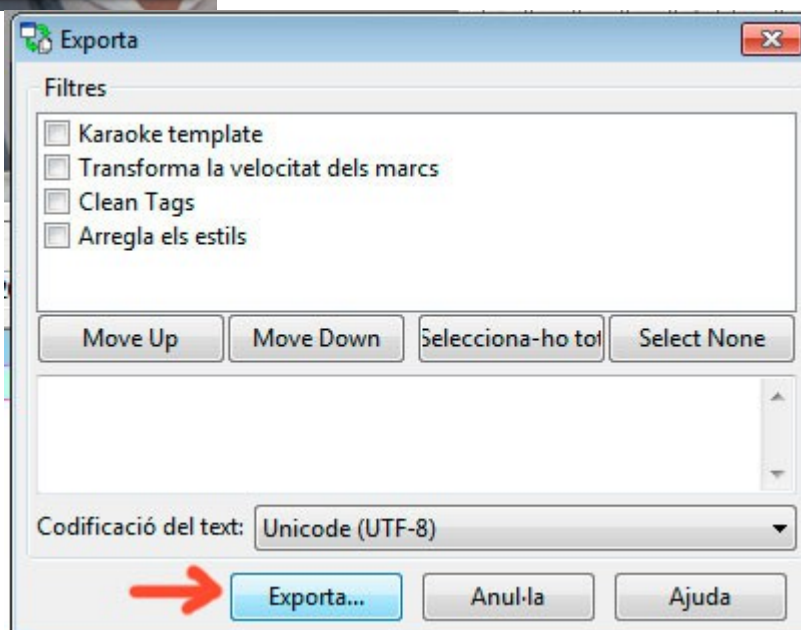 Exporta
Filtres
Karaoke template
Transforma la velocitat dels marcs
Clean Tags
Arregla els estils
Move Up Move Down Selecciona-ho tot Select None
Codificació del text: Unicode (UTF-8)
Exporta... Anul·la Ajuda